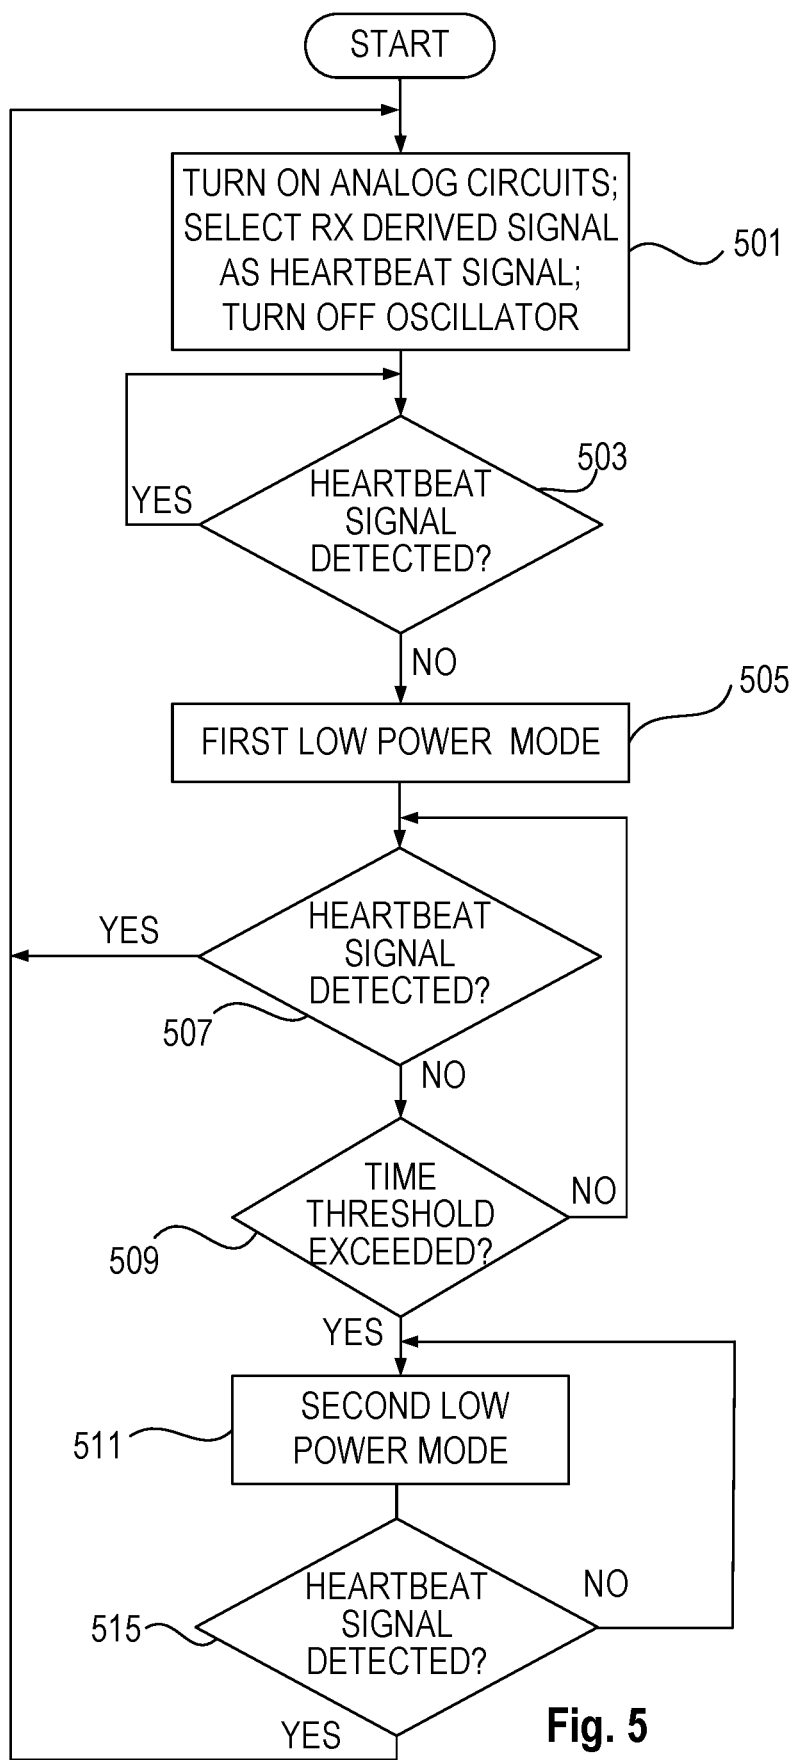 START
TURN ON ANALOG CIRCUITS;
SELECT RX DERIVED SIGNAL
AS HEARTBEAT SIGNAL;
TURN OFF OSCILLATOR
501
HEARTBEAT
SIGNAL
DETECTED?
503
YES
NO
FIRST LOW POWER MODE
505
HEARTBEAT
SIGNAL
DETECTED?
YES
507
NO
TIME
THRESHOLD
EXCEEDED?
NO
509
YES
SECOND LOW
POWER MODE
511
HEARTBEAT
SIGNAL
DETECTED?
NO
515
YES
Fig. 5